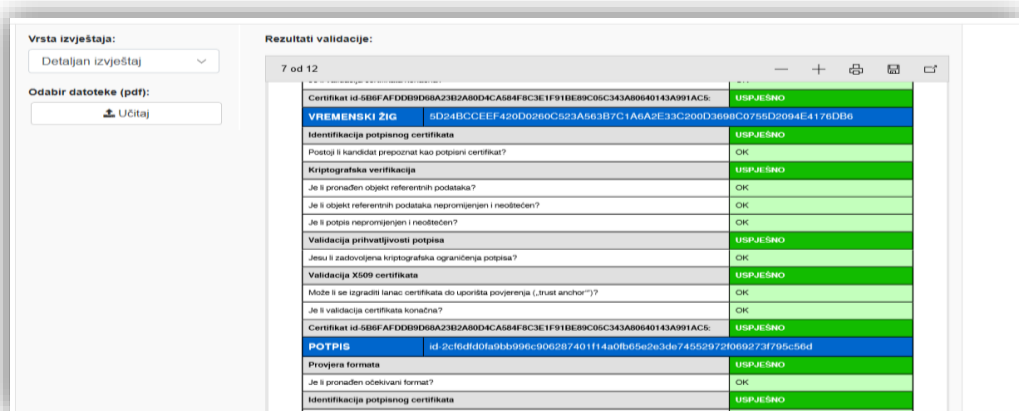 Vrsta izvještaja:
Detaljan izvještaj
Odabir datoteke (pdf):
Učitaj
Rezultati validacije:
7 od 12
Certifikat id-5B6FAFDDB9D68A23B2A80D4CA584F8C3E1F91BE89C05C343A80640143A991AC5: USPJEŠNO
VREMENSKI ŽIG 5D24BCCEEF420D0260C523A563B7C1A6A2E33C200D3698C0755D2094E4176DB6
Identifikacija potpisnog certifikata USPJEŠNO
Postoji li kandidat prepoznat kao potpisni certifikat? OK
Kriptografska verifikacija USPJEŠNO
Je li pronađen objekt referentnih podataka? OK
Je li objekt referentnih podataka nepromijenjen i neoštećen? OK
Je li potpis nepromijenjen i neoštećen? OK
Validacija prihvatljivosti potpisa USPJEŠNO
Jesu li zadovoljena kriptografska ograničenja potpisa? OK
Validacija X509 certifikata USPJEŠNO
Može li se izgraditi lanac certifikata do uporišta povjerenja („trust anchor'")? OK
Je li validacija certifikata konačna? OK
Certifikat id-5B6FAFDDB9D68A23B2A80D4CA584F8C3E1F91BE89C05C343A80640143A991AC5: USPJEŠNO
POTPIS id-2cf6dfd0fa9bb996c906287401f14a0fb65e2e3de74552972f069273f795c56d
Provjera formata USPJEŠNO
Je li pronađen očekivani format? OK
Identifikacija potpisnog certifikata USPJEŠNO